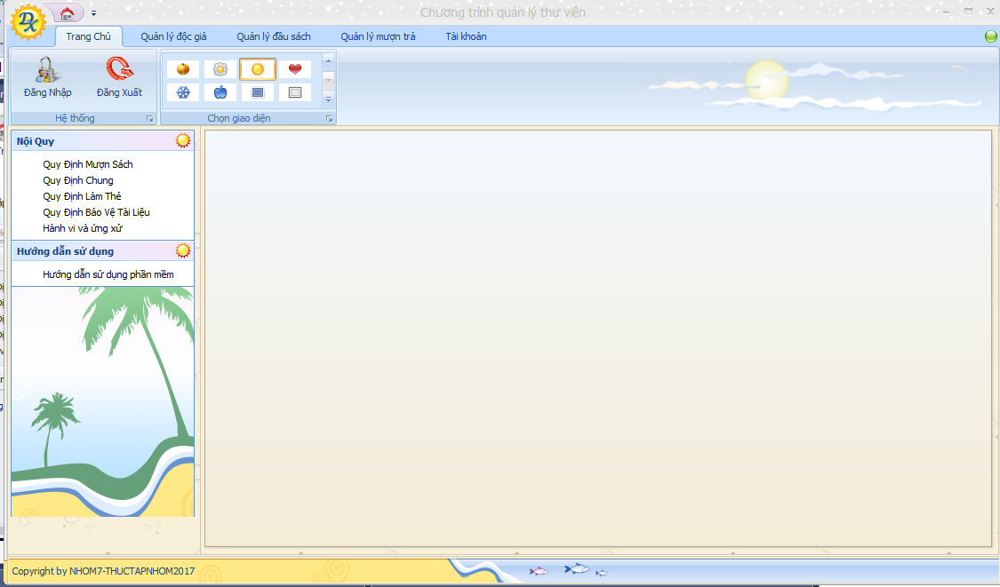 Chương trình quản lý thư viện
Trang Chủ
Quản lý độc giả
Quản lý đầu sách
Quản lý mượn trả
Tài khoản
Đăng Nhập
Đăng Xuất
Hệ thống
Chọn giao diện
Nội Quy
Quy Định Mượn Sách
Quy Định Chung
Quy Định Làm Thẻ
Quy Định Bảo Vệ Tài Liệu
Hành vi và ứng xử
Hướng dẫn sử dụng
Hướng dẫn sử dụng phần mềm
Copyright by NHOM7-THUCTAPNHOM2017